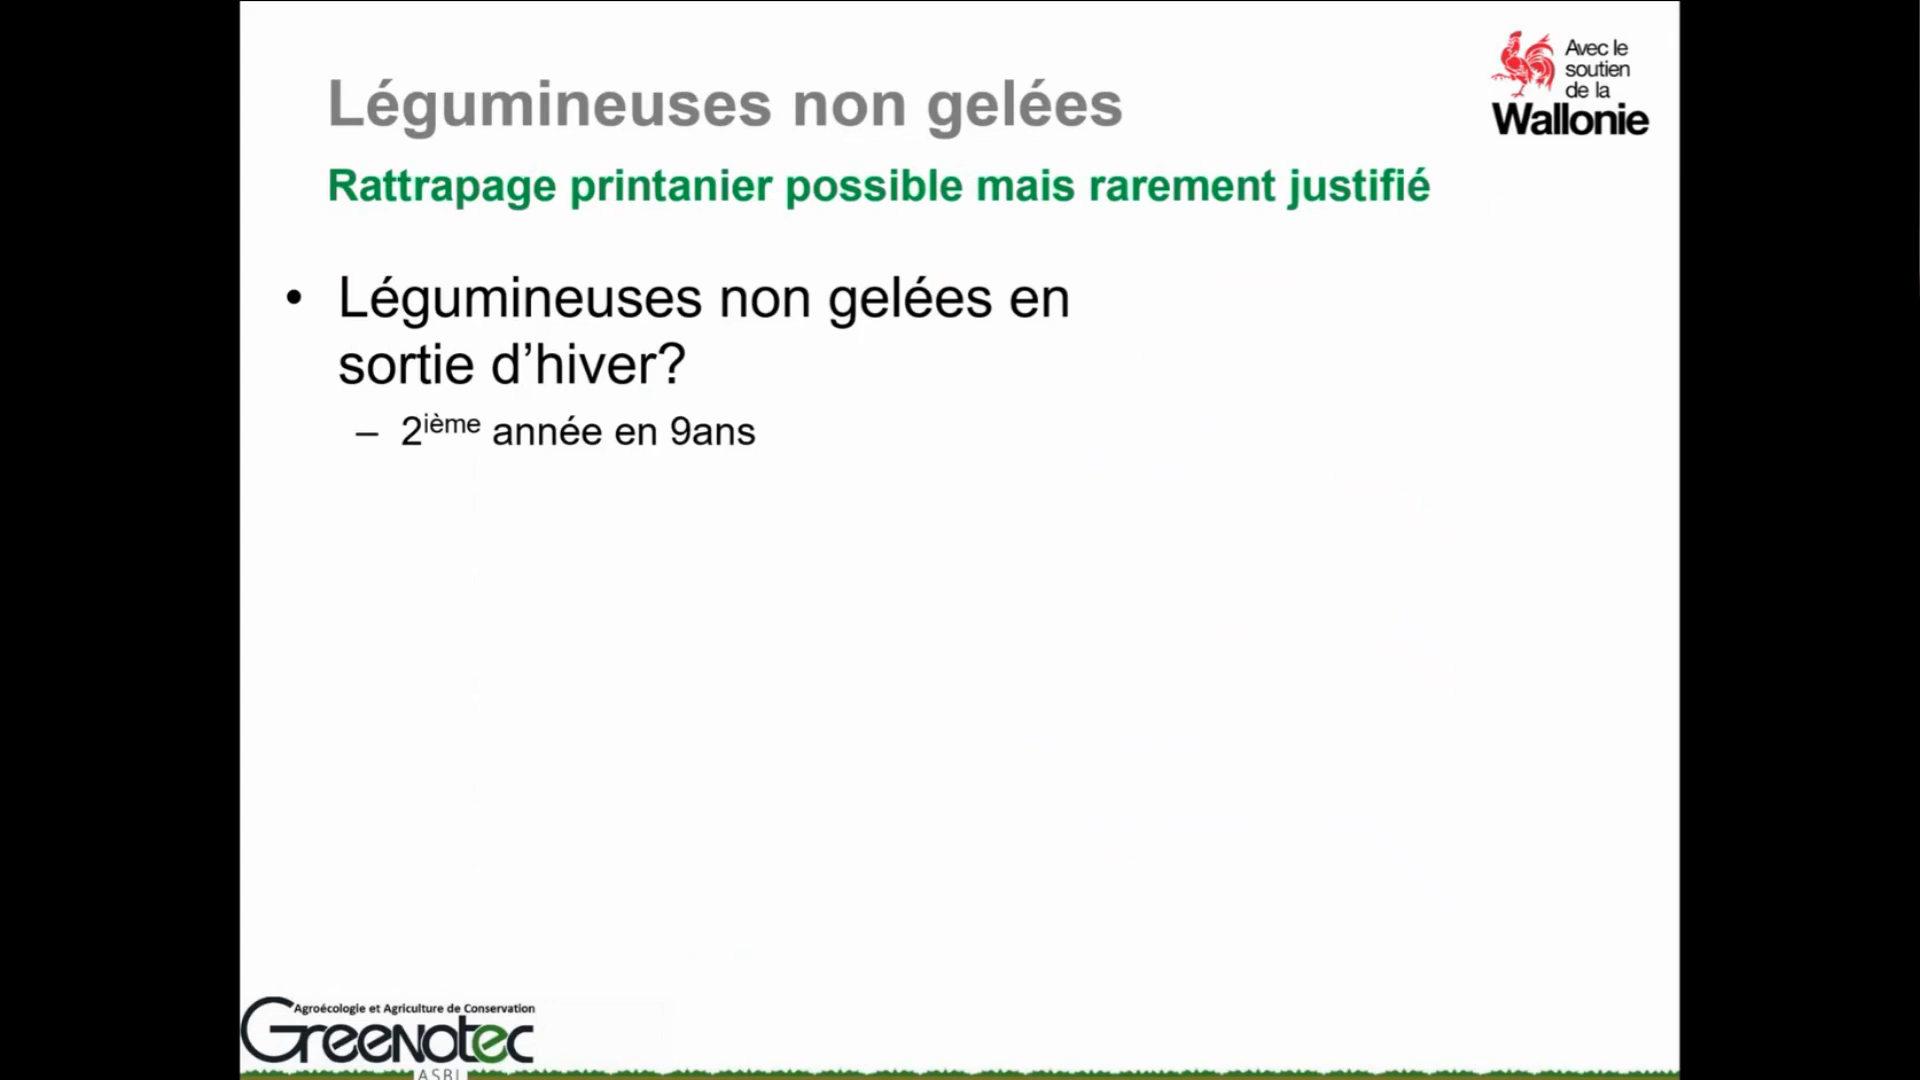 Légumineuses non gelées
Rattrapage printanier possible mais rarement justifié
Avec le
soutien
de la
Wallonie
• Légumineuses non gelées en
sortie d’hiver?
– 2ième année en 9ans
Agroécologie et Agriculture de Conservation
Greenotec
ASBL